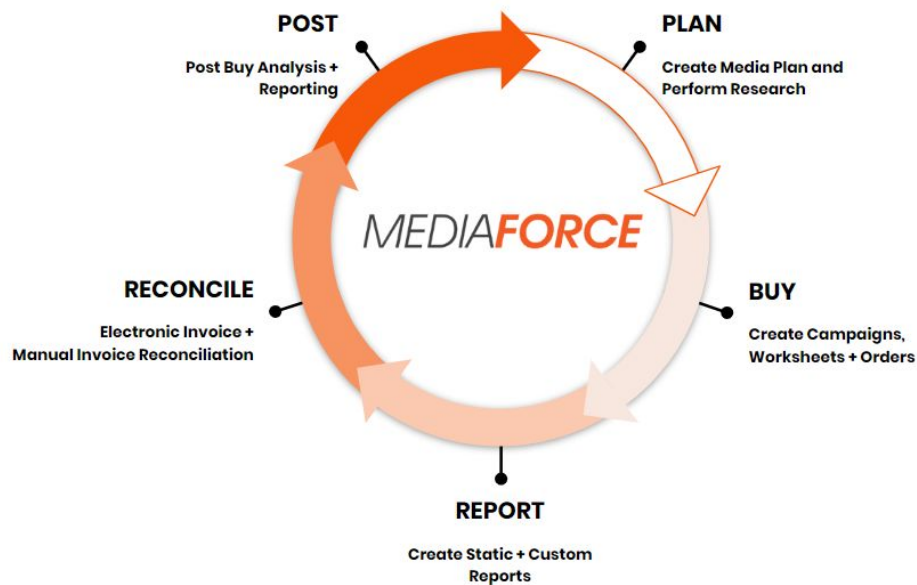 POST
Post Buy Analysis +
Reporting
PLAN
Create Media Plan and
Perform Research
MEDIAFORCE
RECONCILE
Electronic Invoice +
Manual Invoice Reconciliation
BUY
Create Campaigns,
Worksheets + Orders
REPORT
Create Static + Custom
Reports